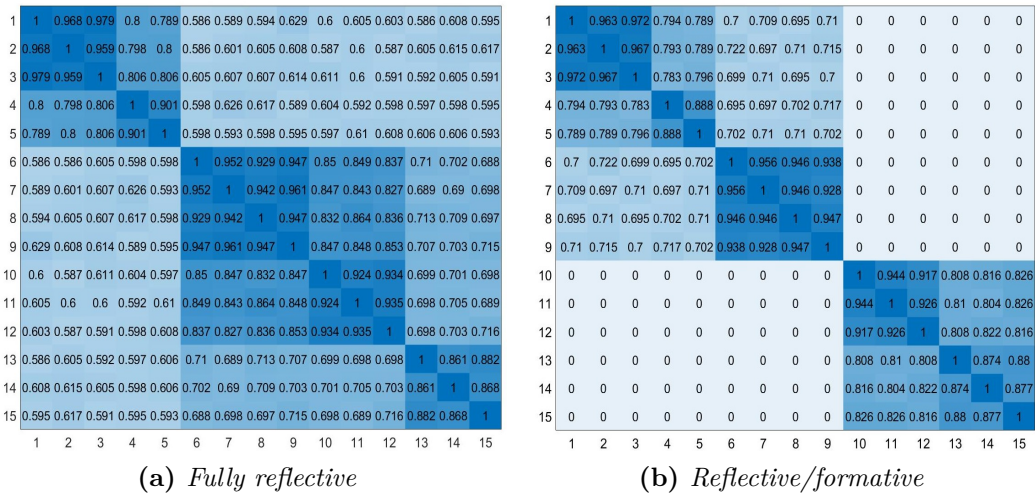 1 1 0.968 0.979 0.8 0.789 0.586 0.589 0.594 0.629 0.6 0.605 0.603 0.586 0.608 0.595
2 0.968 1 0.959 0.798 0.8 0.586 0.601 0.605 0.608 0.587 0.6 0.587 0.605 0.615 0.617
3 0.979 0.959 1 0.806 0.806 0.605 0.607 0.607 0.614 0.611 0.6 0.591 0.592 0.605 0.591
4 0.8 0.798 0.806 1 0.901 0.598 0.626 0.617 0.589 0.604 0.592 0.598 0.597 0.598 0.595
5 0.789 0.8 0.806 0.901 1 0.598 0.593 0.598 0.595 0.597 0.61 0.608 0.606 0.606 0.593
6 0.586 0.586 0.605 0.598 0.598 1 0.952 0.929 0.947 0.85 0.849 0.837 0.71 0.702 0.688
7 0.589 0.601 0.607 0.626 0.593 0.952 1 0.942 0.961 0.847 0.843 0.827 0.689 0.69 0.698
8 0.594 0.605 0.607 0.617 0.598 0.929 0.942 1 0.947 0.832 0.864 0.836 0.713 0.709 0.697
9 0.629 0.608 0.614 0.589 0.595 0.947 0.961 0.947 1 0.847 0.848 0.853 0.707 0.703 0.715
10 0.6 0.587 0.611 0.604 0.597 0.85 0.847 0.832 0.847 1 0.924 0.934 0.699 0.701 0.698
11 0.605 0.6 0.6 0.592 0.61 0.849 0.843 0.864 0.848 0.924 1 0.935 0.698 0.705 0.689
12 0.603 0.587 0.591 0.598 0.608 0.837 0.827 0.836 0.853 0.934 0.935 1 0.698 0.703 0.716
13 0.586 0.605 0.592 0.597 0.606 0.71 0.689 0.713 0.707 0.699 0.698 0.698 1 0.861 0.882
14 0.608 0.615 0.605 0.598 0.606 0.702 0.69 0.709 0.703 0.701 0.705 0.703 0.861 1 0.868
15 0.595 0.617 0.591 0.595 0.593 0.688 0.698 0.697 0.715 0.698 0.689 0.716 0.882 0.868 1
1 2 3 4 5 6 7 8 9 10 11 12 13 14 15
(a) Fully reflective
1 1 0.963 0.972 0.794 0.789 0.7 0.709 0.695 0.71 0 0 0 0 0 0
2 0.963 1 0.967 0.793 0.789 0.722 0.697 0.71 0.715 0 0 0 0 0 0
3 0.972 0.967 1 0.783 0.796 0.699 0.71 0.695 0.7 0 0 0 0 0 0
4 0.794 0.793 0.783 1 0.888 0.695 0.697 0.702 0.717 0 0 0 0 0 0
5 0.789 0.789 0.796 0.888 1 0.702 0.71 0.71 0.702 0 0 0 0 0 0
6 0.7 0.722 0.699 0.695 0.702 1 0.956 0.946 0.938 0 0 0 0 0 0
7 0.709 0.697 0.71 0.697 0.71 0.956 1 0.946 0.928 0 0 0 0 0 0
8 0.695 0.71 0.695 0.702 0.71 0.946 0.946 1 0.947 0 0 0 0 0 0
9 0.71 0.715 0.7 0.717 0.702 0.938 0.928 0.947 1 0 0 0 0 0 0
10 0 0 0 0 0 0 0 0 0 1 0.944 0.917 0.808 0.816 0.826
11 0 0 0 0 0 0 0 0 0 0.944 1 0.926 0.81 0.804 0.826
12 0 0 0 0 0 0 0 0 0 0.917 0.926 1 0.808 0.822 0.816
13 0 0 0 0 0 0 0 0 0 0.808 0.81 0.808 1 0.874 0.88
14 0 0 0 0 0 0 0 0 0 0.816 0.804 0.822 0.874 1 0.877
15 0 0 0 0 0 0 0 0 0 0.826 0.826 0.816 0.88 0.877 1
1 2 3 4 5 6 7 8 9 10 11 12 13 14 15
(b) Reflective/formative